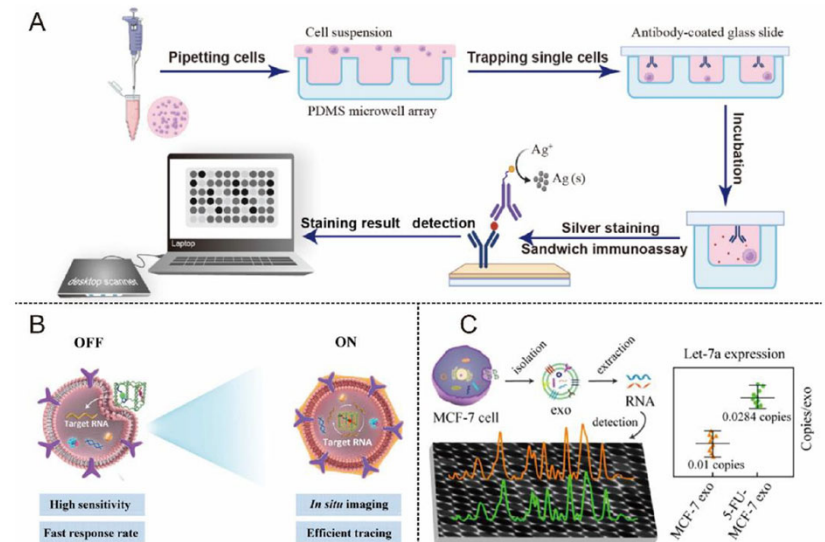 A
Pipetting cells
Cell suspension
PDMS microwell array
Trapping single cells
Antibody-coated glass slide
Incubation
Ag⁺
Ag (s)
Silver staining
Sandwich immunoassay
Staining result detection
Laptop
desktop scanner
B
OFF
ON
Target RNA
Target RNA
High sensitivity
Fast response rate
In situ imaging
Efficient tracing
C
MCF-7 cell
isolation
exo
extraction
RNA
detection
Let-7a expression
0.0284 copies
0.01 copies
Copies/exo
MCF-7 exo
5-FU-
MCF-7 exo